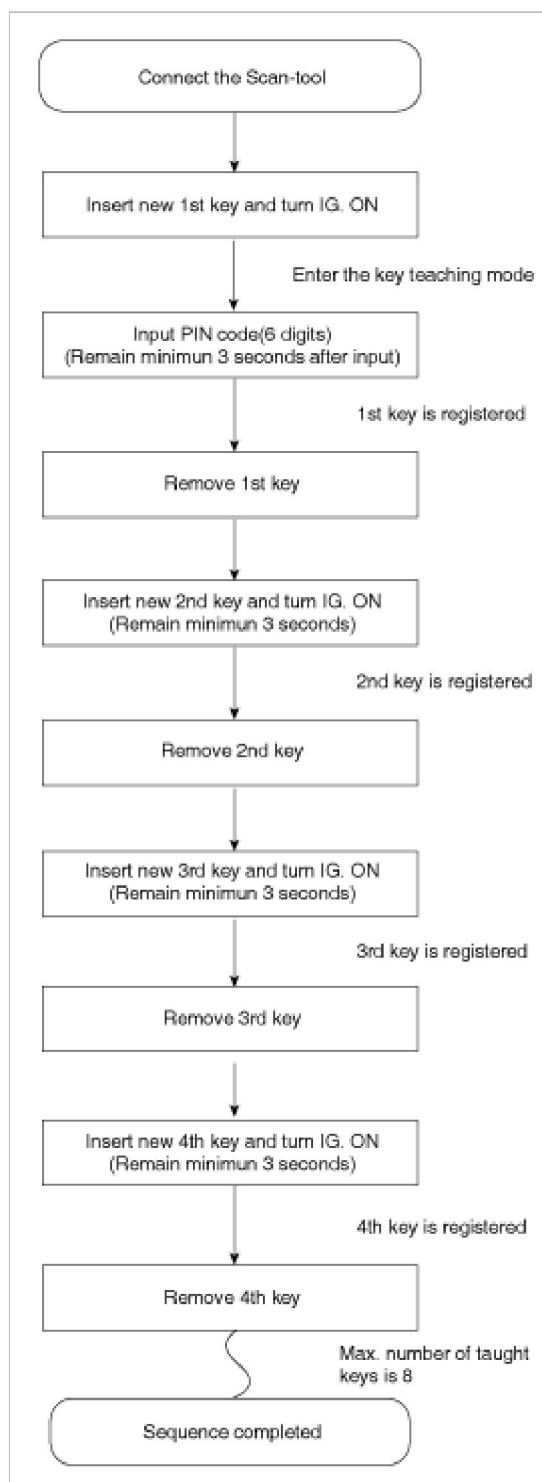 Connect the Scan-tool
Insert new 1st key and turn IG. ON
Enter the key teaching mode
Input PIN code(6 digits)
(Remain minimun 3 seconds after input)
1st key is registered
Remove 1st key
Insert new 2nd key and turn IG. ON
(Remain minimun 3 seconds)
2nd key is registered
Remove 2nd key
Insert new 3rd key and turn IG. ON
(Remain minimun 3 seconds)
3rd key is registered
Remove 3rd key
Insert new 4th key and turn IG. ON
(Remain minimun 3 seconds)
4th key is registered
Remove 4th key
Max. number of taught
keys is 8
Sequence completed